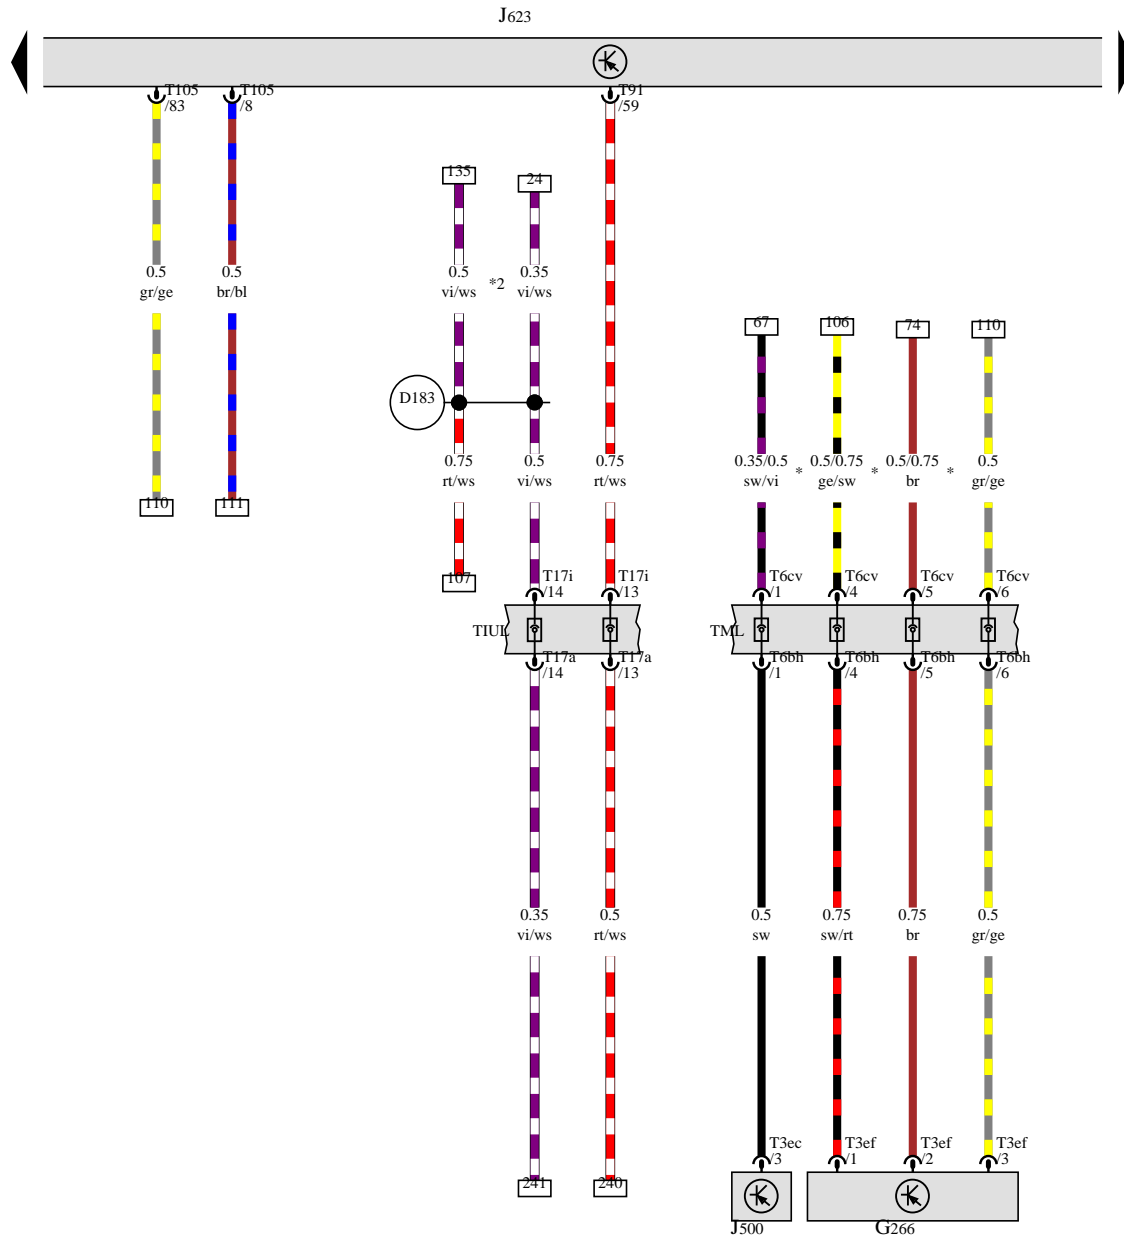 J623
T105
/83
T105
/8
T91
/59
135
24
0.5
gr/ge
0.5
br/bl
0.5
vi/ws
*2
0.35
vi/ws
67
106
74
110
D183
0.75
rt/ws
0.5
vi/ws
0.75
rt/ws
0.35/0.5
sw/vi
*
0.5/0.75
ge/sw
*
0.5/0.75
br
*
0.5
gr/ge
110
111
107
T17i
/14
T17i
/13
T6cv
/1
T6cv
/4
T6cv
/5
T6cv
/6
TIUL
TML
T17a
/14
T17a
/13
T6bh
/1
T6bh
/4
T6bh
/5
T6bh
/6
0.35
vi/ws
0.5
rt/ws
0.5
sw
0.75
sw/rt
0.75
br
0.5
gr/ge
T3ec
/3
T3ef
/1
T3ef
/2
T3ef
/3
241
240
J500
G266